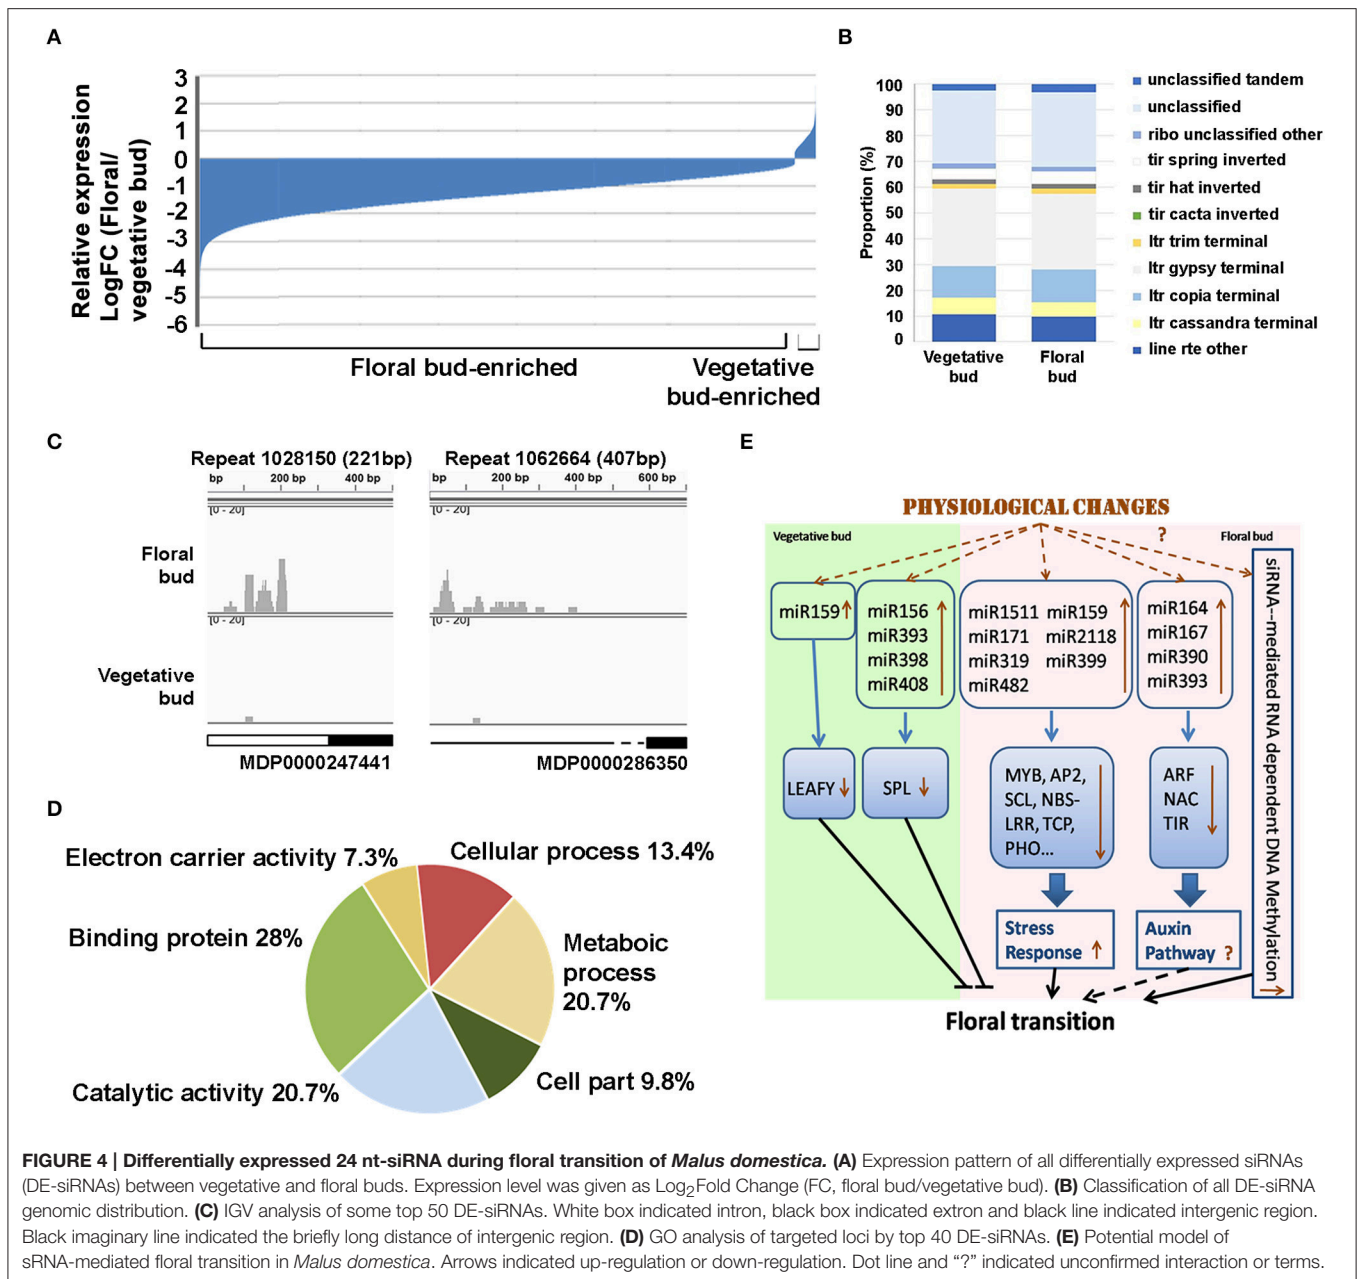 A
Relative expression
LogFC (Floral/
vegetative bud)
3
2
1
0
-1
-2
-3
-4
-5
-6
Floral bud-enriched
Vegetative
bud-enriched
B
Proportion (%)
100
90
80
70
60
50
40
30
20
10
0
Vegetative
bud
Floral
bud
unclassified tandem
unclassified
ribo unclassified other
tir spring inverted
tir hat inverted
tir cacta inverted
ltr trim terminal
ltr gypsy terminal
ltr copia terminal
ltr cassandra terminal
line rte other
C
Repeat 1028150 (221bp)
bp 200 bp 400 bp
[0 - 20]
[0 - 20]
Repeat 1062664 (407bp)
bp 200 bp 400 bp 600 bp
[0 - 20]
[0 - 20]
Floral
bud
Vegetative
bud
MDP0000247441
MDP0000286350
D
Electron carrier activity 7.3%
Cellular process 13.4%
Binding protein 28%
Metaboic
process
20.7%
Catalytic activity 20.7%
Cell part 9.8%
E
PHYSIOLOGICAL CHANGES
Vegetative bud
?
Floral bud
miR159
miR156
miR393
miR398
miR408
miR1511 miR159
miR171 miR2118
miR319 miR399
miR482
miR164
miR167
miR390
miR393
siRNA--mediated RNA dependent DNA Methylation
LEAFY
SPL
MYB, AP2,
SCL, NBS-
LRR, TCP,
PHO...
ARF
NAC
TIR
Stress
Response
Auxin
Pathway ?
Floral transition
FIGURE 4 | Differentially expressed 24 nt-siRNA during floral transition of Malus domestica. (A) Expression pattern of all differentially expressed siRNAs
(DE-siRNAs) between vegetative and floral buds. Expression level was given as Log2Fold Change (FC, floral bud/vegetative bud). (B) Classification of all DE-siRNA
genomic distribution. (C) IGV analysis of some top 50 DE-siRNAs. White box indicated intron, black box indicated extron and black line indicated intergenic region.
Black imaginary line indicated the briefly long distance of intergenic region. (D) GO analysis of targeted loci by top 40 DE-siRNAs. (E) Potential model of
sRNA-mediated floral transition in Malus domestica. Arrows indicated up-regulation or down-regulation. Dot line and “?” indicated unconfirmed interaction or terms.